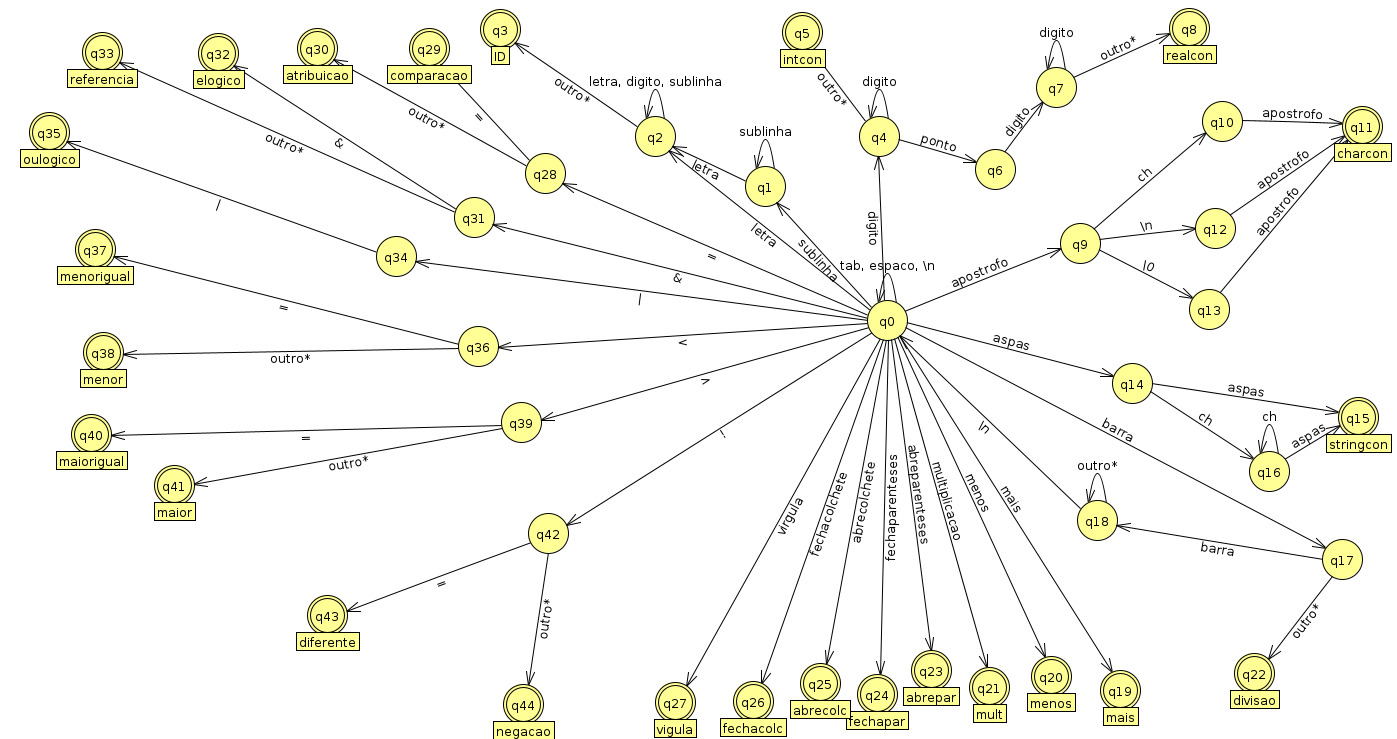 q3
ID
q5
intcon
q8
realcon
q33
referencia
q32
elogico
q30
atribuicao
q29
comparacao
digito
outro*
q7
outro*
letra, digito, sublinha
digito
outro*
=
outro*
outro*
q35
oulogico
&
outro*
q2
sublinha
q4
ponto
digito
q10
apostrofo
q11
charcon
q28
letra
q1
q6
ch
apostrofo
/
q31
letra
sublinha
digito
q9
\n
q12
apostrofo
q37
menorigual
q34
=
&
tab, espaco, \n
apostrofo
\0
q13
=
/
q0
q38
menor
outro*
q36
<
aspas
q14
aspas
>
q15
stringcon
q40
maiorigual
=
q39
!
barra
ch
ch
aspas
\n
q16
q41
maior
outro*
outro*
q18
q42
virgula
fechacolchete
abrecolchete
fechaparenteses
abreparenteses
multiplicacao
menos
mais
barra
q17
=
outro*
outro*
q43
diferente
q44
negacao
q27
vigula
q26
fechacolc
q25
abrecolc
q24
fechapar
q23
abrepar
q21
mult
q20
menos
q19
mais
q22
divisao